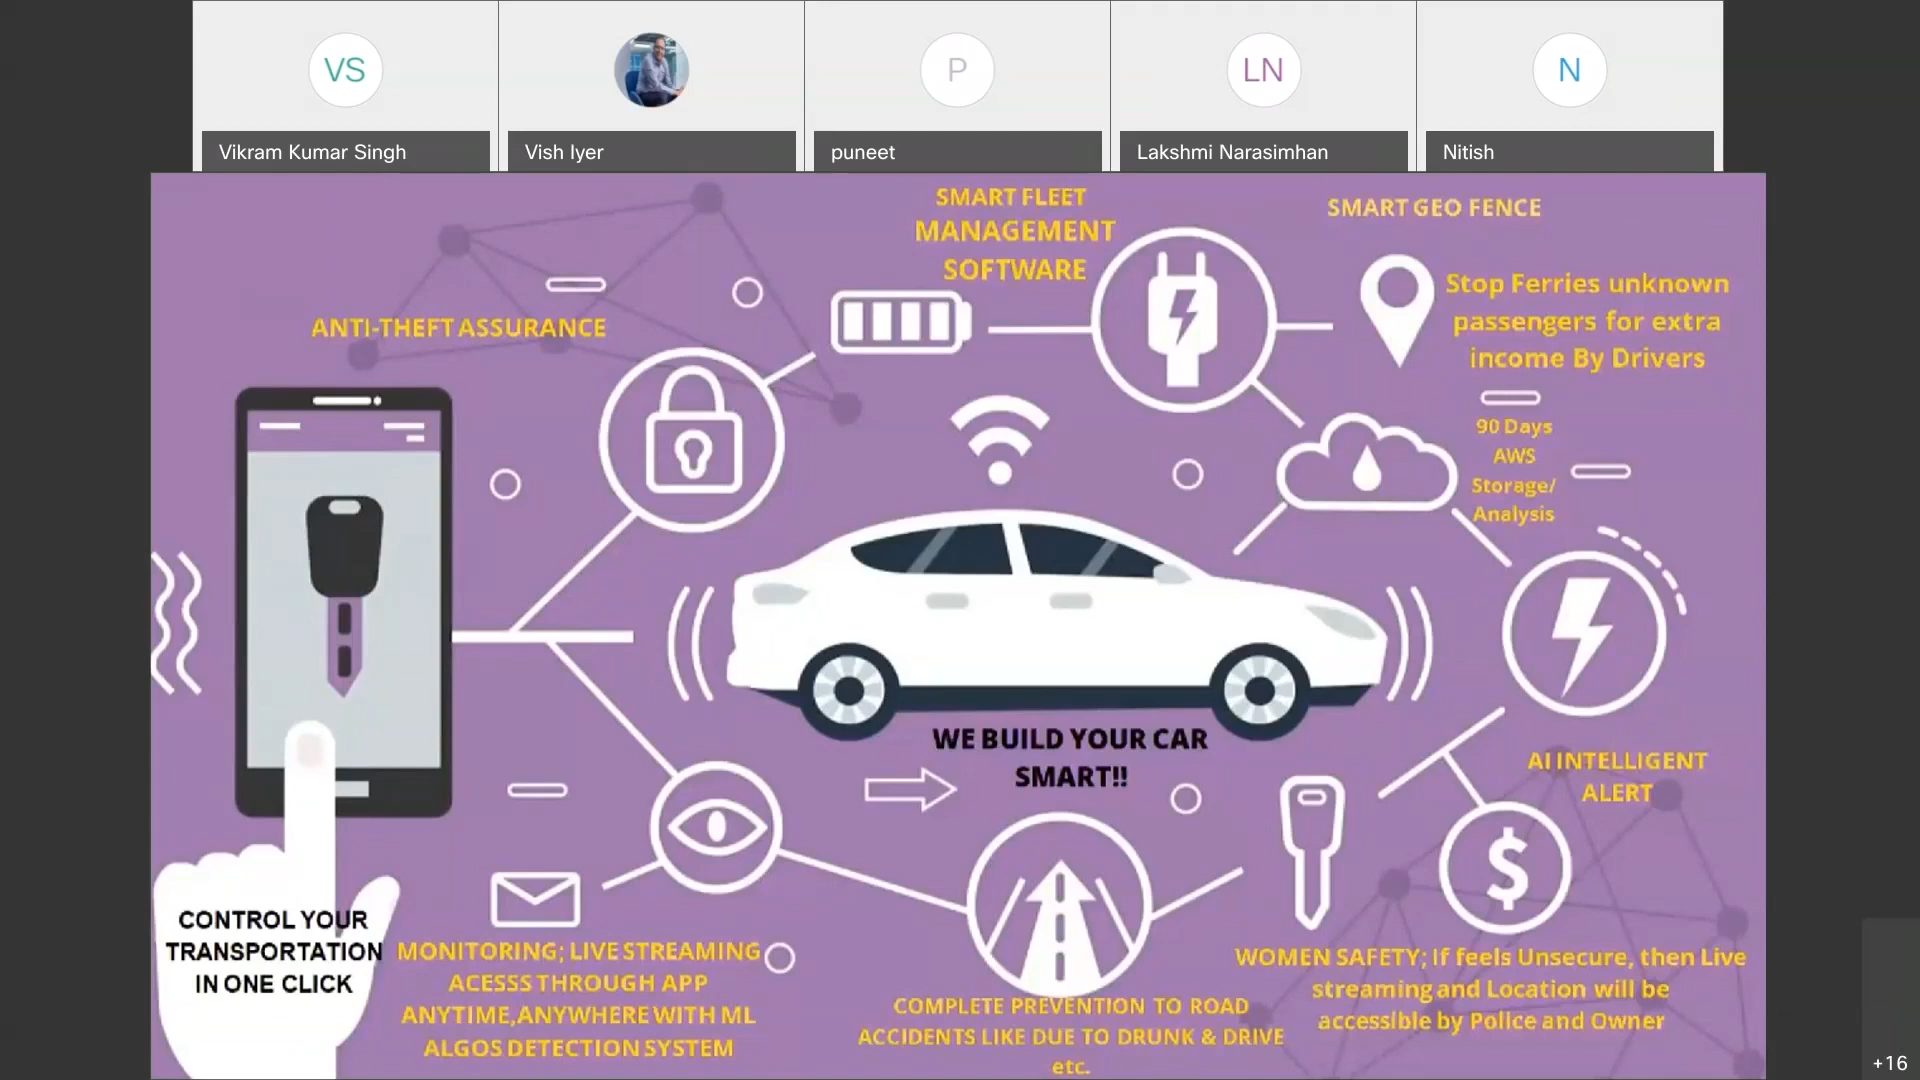 VS
P
LN
N
Vikram Kumar Singh
Vish Iyer
puneet
Lakshmi Narasimhan
Nitish
SMART FLEET
MANAGEMENT
SOFTWARE
SMART GEO FENCE
Stop Ferries unknown
passengers for extra
income By Drivers
ANTI-THEFT ASSURANCE
90 Days
AWS
Storage/
Analysis
WE BUILD YOUR CAR
SMART!!
AI INTELLIGENT
ALERT
$
CONTROL YOUR
TRANSPORTATION
IN ONE CLICK
MONITORING; LIVE STREAMING
ACESSS THROUGH APP
ANYTIME,ANYWHERE WITH ML
ALGOS DETECTION SYSTEM
COMPLETE PREVENTION TO ROAD
ACCIDENTS LIKE DUE TO DRUNK & DRIVE
etc.
WOMEN SAFETY; If feels Unsecure, then Live
streaming and Location will be
accessible by Police and Owner
+16